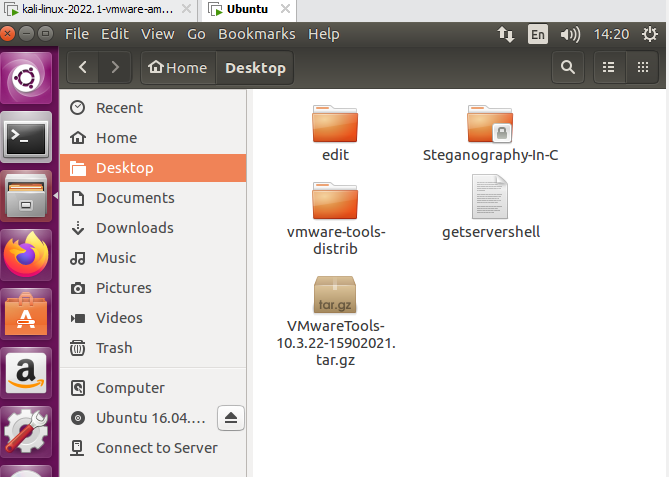 kali-linux-2022.1-vmware-am...
Ubuntu
File Edit View Go Bookmarks Help
En
14:20
Home
Desktop
Recent
Home
Desktop
Documents
Downloads
Music
Pictures
Videos
Trash
Computer
Ubuntu 16.04....
Connect to Server
edit
Steganography-In-C
vmware-tools-
distrib
getservershell
tar.gz
VMwareTools-
10.3.22-15902021.
tar.gz